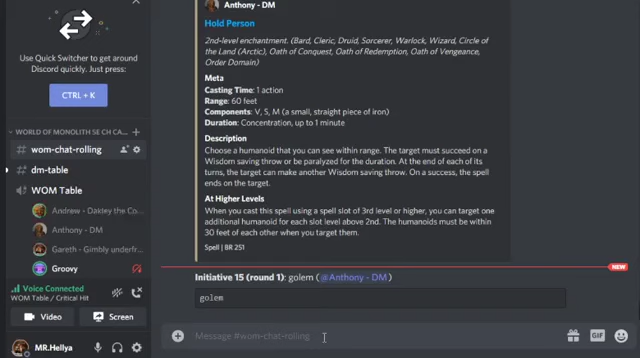 Use Quick Switcher to get around
Discord quickly. Just press:
CTRL + K
WORLD OF MONOLITH SE CH CA...
wom-chat-rolling
dm-table
WOM Table
Andrew - Dakley the Co...
Anthony - DM
Gareth - Gimbly underfr...
Groovy
Voice Connected
WOM Table / Critical Hit
Video
Screen
MR.Hellya
Anthony - DM
Hold Person
2nd-level enchantment. (Bard, Cleric, Druid, Sorcerer, Warlock, Wizard, Circle of
the Land (Arctic), Oath of Conquest, Oath of Redemption, Oath of Vengeance,
Order Domain)
Meta
Casting Time: 1 action
Range: 60 feet
Components: V, S, M (a small, straight piece of iron)
Duration: Concentration, up to 1 minute
Description
Choose a humanoid that you can see within range. The target must succeed on a
Wisdom saving throw or be paralyzed for the duration. At the end of each of its
turns, the target can make another Wisdom saving throw. On a success, the spell
ends on the target.
At Higher Levels
When you cast this spell using a spell slot of 3rd level or higher, you can target one
additional humanoid for each slot level above 2nd. The humanoids must be within
30 feet of each other when you target them.
Spell | BR 251
NEW
Initiative 15 (round 1): golem (@Anthony - DM)
golem
Message #wom-chat-rolling
GIF